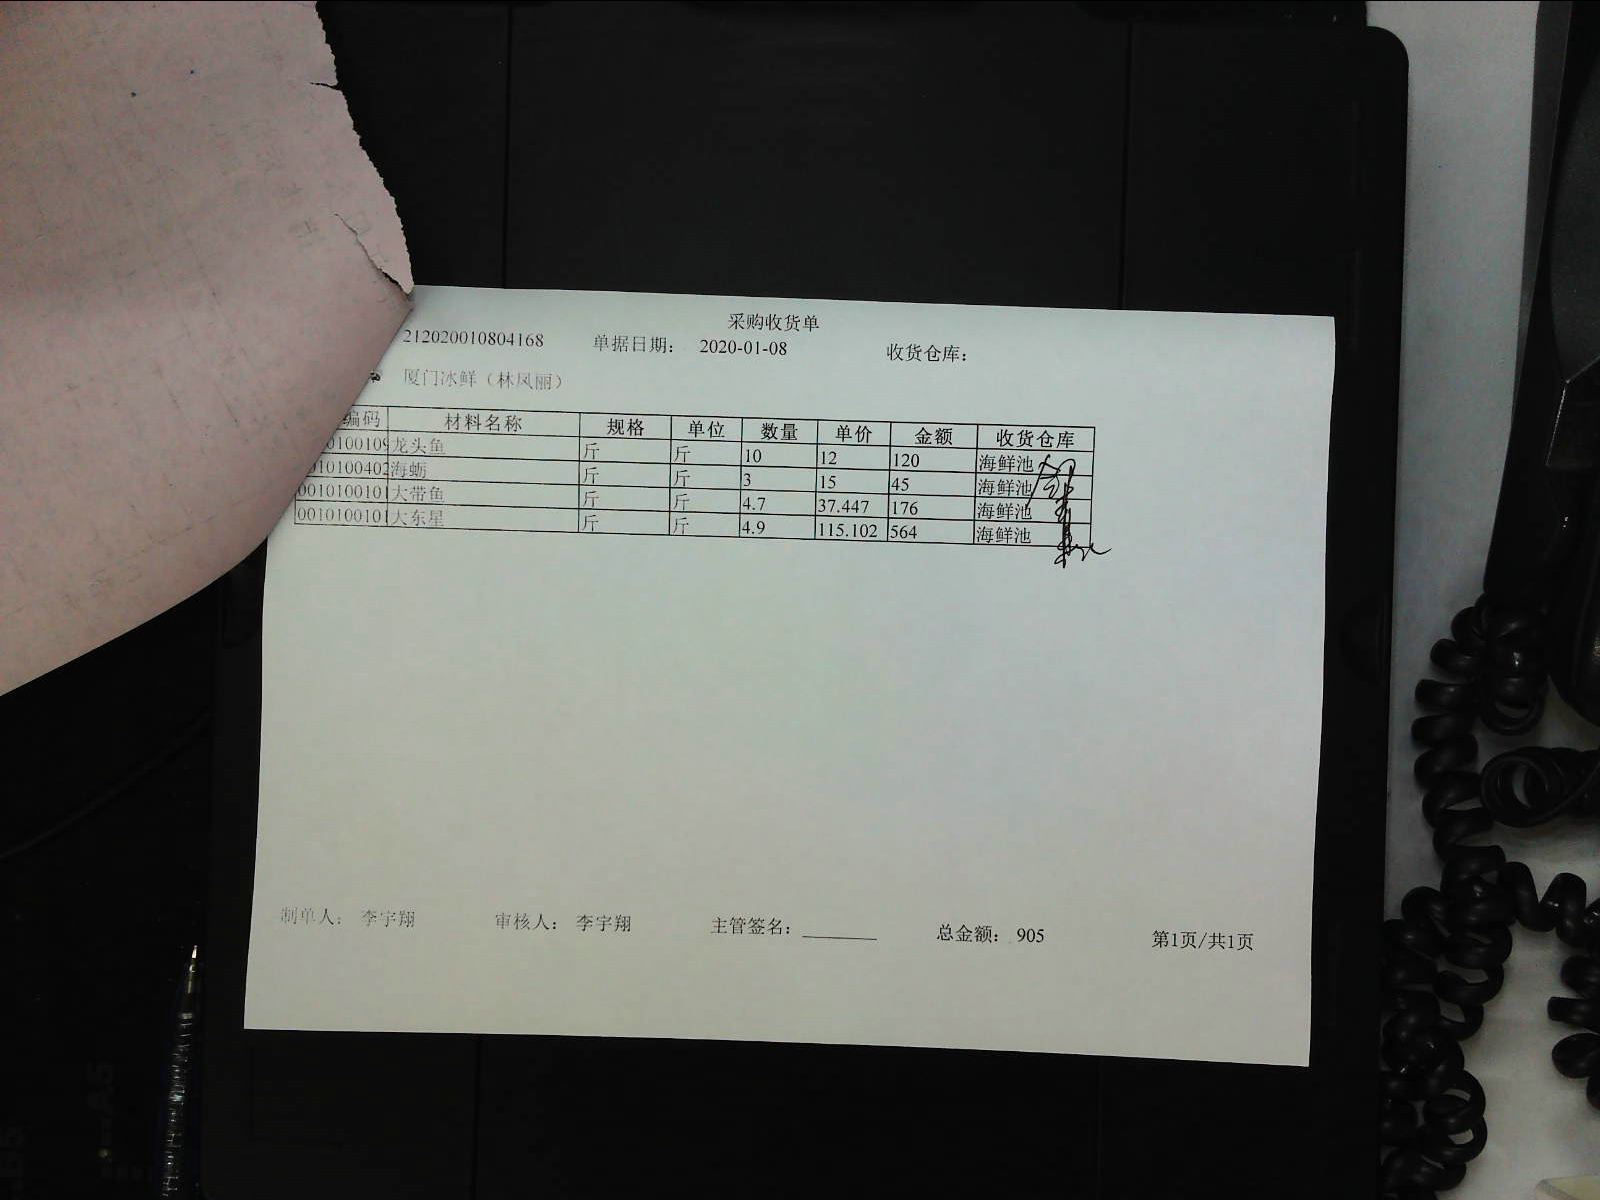 采购收货单
212020010804168 单据日期： 2020-01-08 收货仓库：
厦门冰鲜（林凤丽）
编码 材料名称 规格 单位 数量 单价 金额 收货仓库
0100109 龙头鱼 斤 斤 10 12 120 海鲜池
010100402 海蛎 斤 斤 3 15 45 海鲜池
0010100101 大带鱼 斤 斤 4.7 37.447 176 海鲜池
0010100101 大东星 斤 斤 4.9 115.102 564 海鲜池
制单人： 李宇翔 审核人： 李宇翔 主管签名： 总金额： 905 第1页/共1页